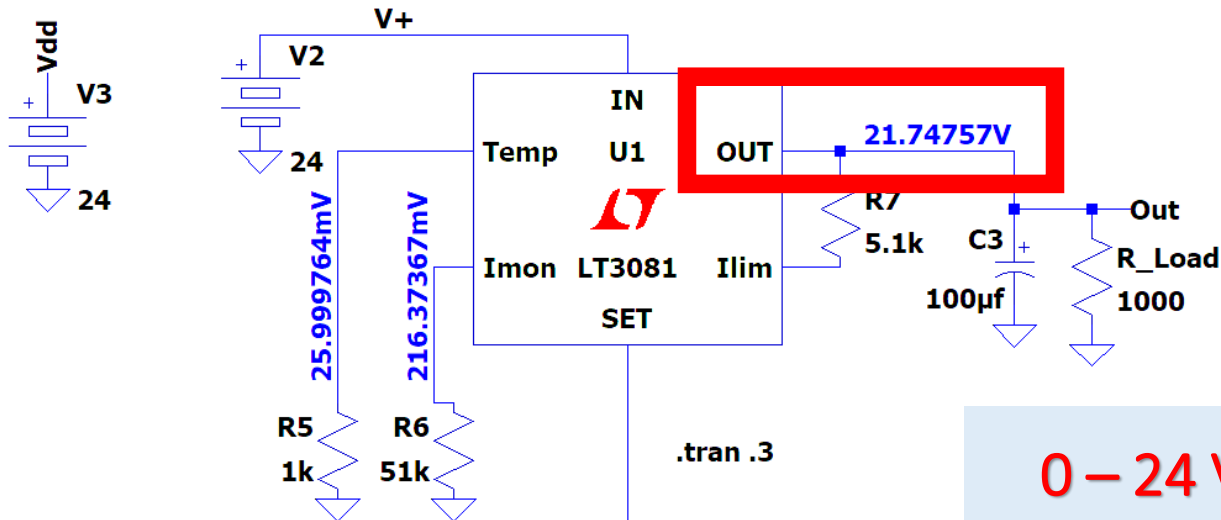 Vdd
V3
24
V+
V2
24
IN
Temp
U1
OUT
21.74757V
Imon
LT3081
Ilim
SET
25.999764mV
216.37367mV
R7
5.1k
C3
100µf
Out
R_Load
1000
R5
1k
R6
51k
.tran .3
0 – 24 V